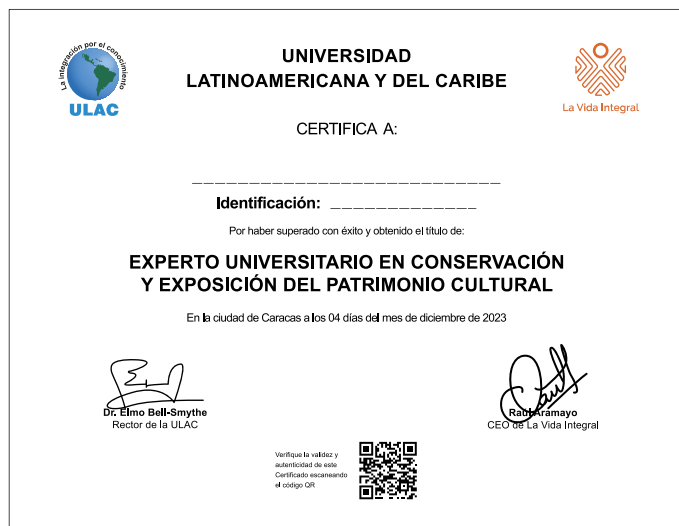 La integración por el conocimiento
ULAC
UNIVERSIDAD
LATINOAMERICANA Y DEL CARIBE
La Vida Integral
CERTIFICA A:
Identificación:
Por haber superado con éxito y obtenido el título de:
EXPERTO UNIVERSITARIO EN CONSERVACIÓN
Y EXPOSICIÓN DEL PATRIMONIO CULTURAL
En la ciudad de Caracas a los 04 días del mes de diciembre de 2023
Dr. Elmo Bell-Smythe
Rector de la ULAC
Raúl Aramayo
CEO de La Vida Integral
Verifique la validez y
autenticidad de este
Certificado escaneando
el código QR